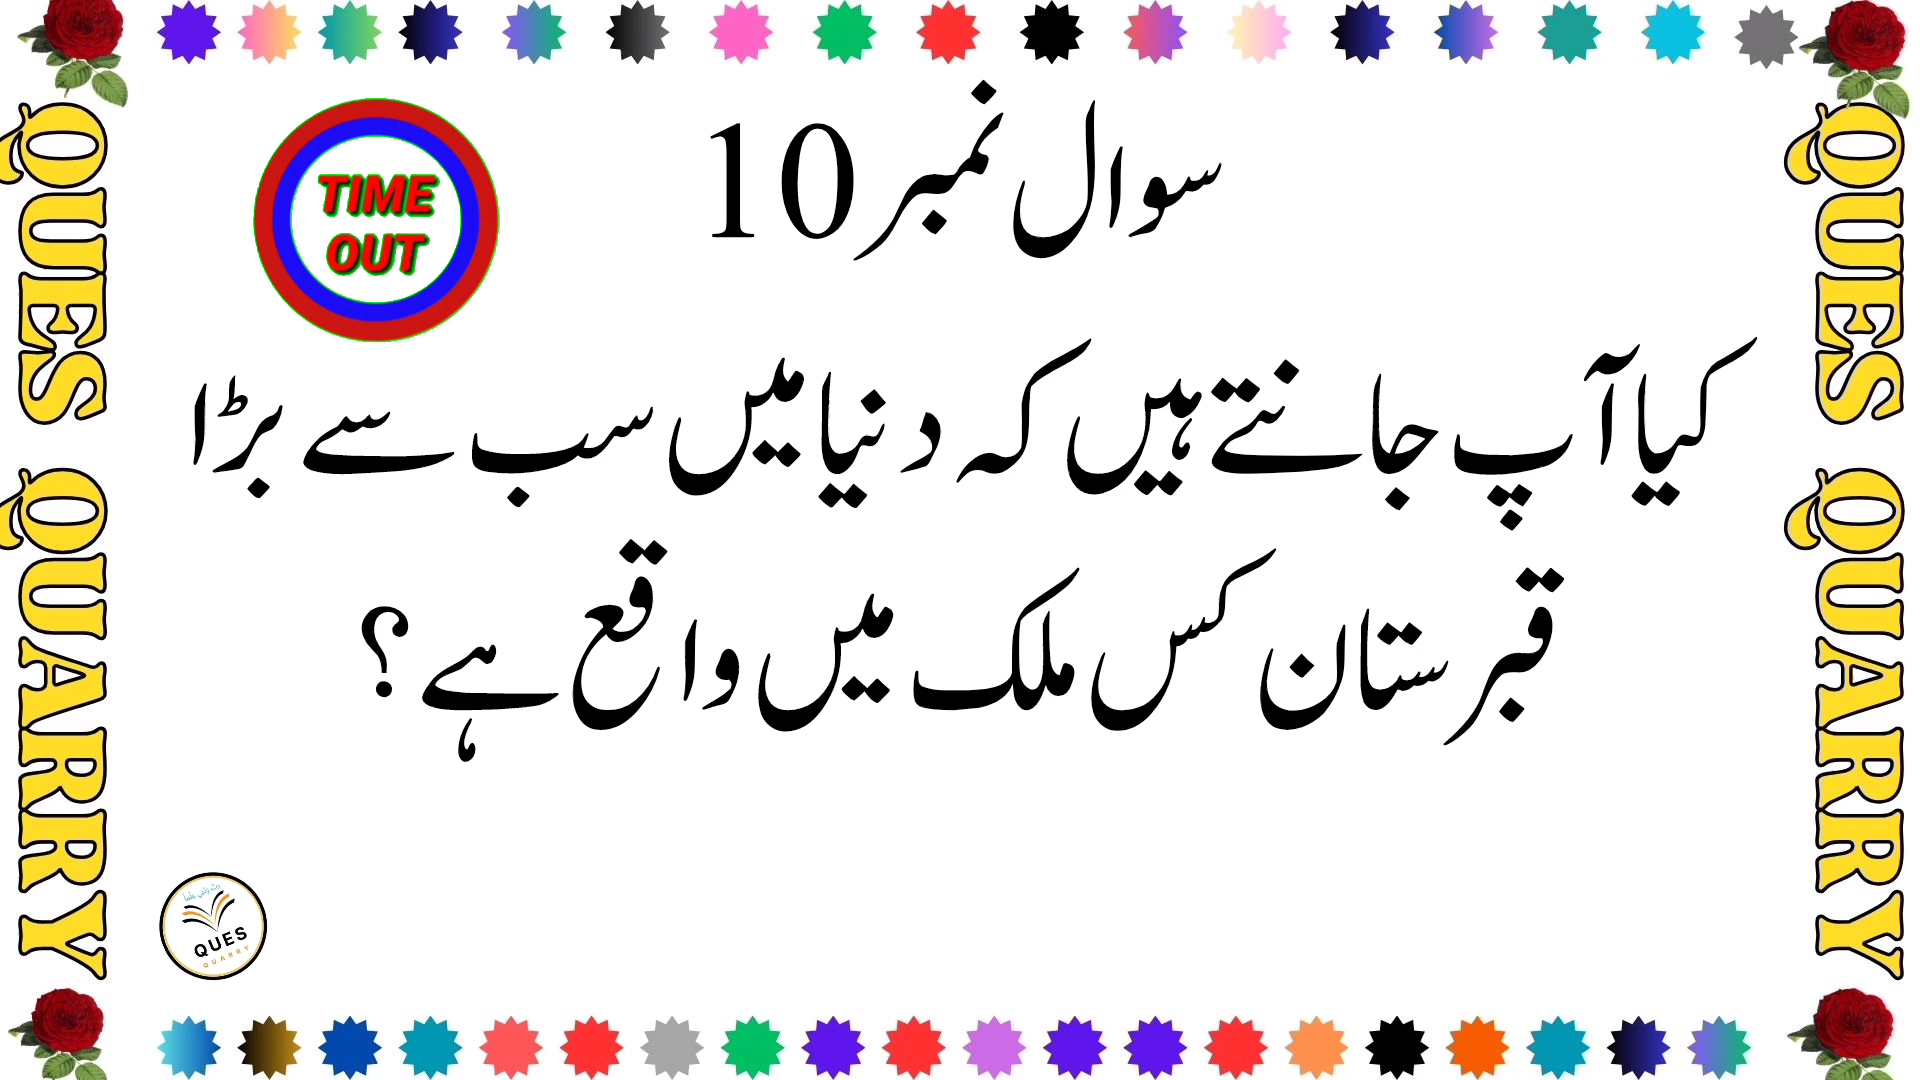 سوال نمبر 10
TIME
OUT
کیا آپ جانتے ہیں کہ دنیا میں سب سے بڑا
قبرستان کس ملک میں واقع ہے ؟
QUES QUARRY
QUES QUARRY
QUES
QUARRY